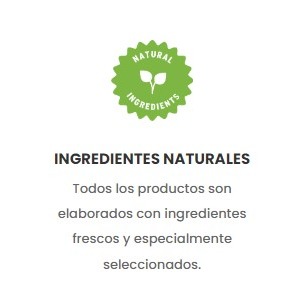 NATURAL
INGREDIENTS
INGREDIENTES NATURALES
Todos los productos son
elaborados con ingredientes
frescos y especialmente
seleccionados.